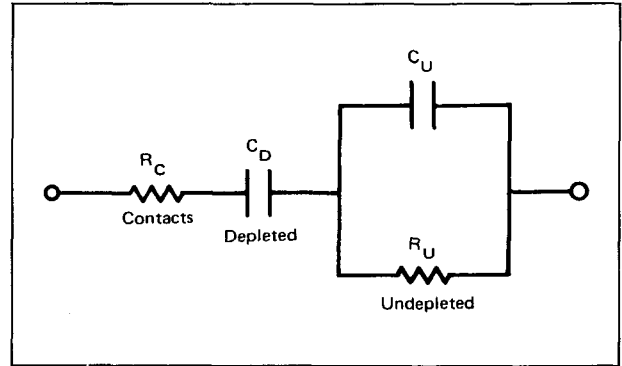 C_U
R_C
C_D
Contacts
Depleted
R_U
Undepleted